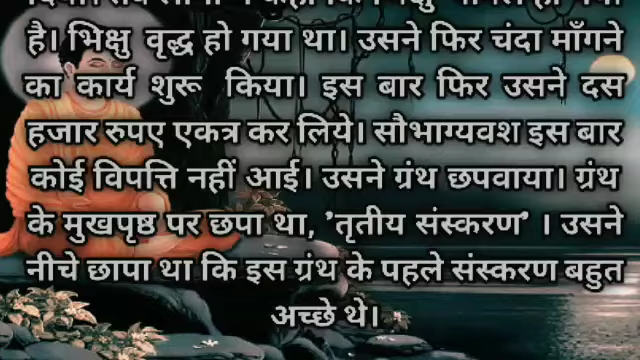 है। भिक्षु वृद्ध हो गया था। उसने फिर चंदा माँगने
का कार्य शुरू किया। इस बार फिर उसने दस
हजार रुपए एकत्र कर लिये। सौभाग्यवश इस बार
कोई विपत्ति नहीं आई। उसने ग्रंथ छपवाया। ग्रंथ
के मुखपृष्ठ पर छपा था, 'तृतीय संस्करण' । उसने
नीचे छापा था कि इस ग्रंथ के पहले संस्करण बहुत
अच्छे थे।